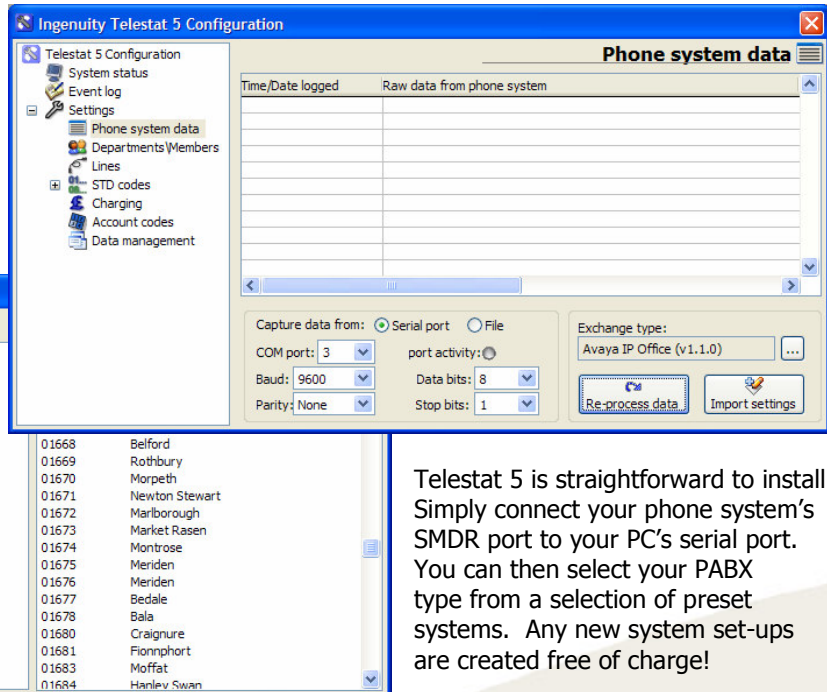 Ingenuity Telestat 5 Configuration
Telestat 5 Configuration
System status
Event log
Settings
Phone system data
Departments\Members
Lines
STD codes
Charging
Account codes
Data management
Phone system data
Time/Date logged Raw data from phone system
Capture data from: Serial port File
COM port: 3 port activity:
Baud: 9600 Data bits: 8
Parity: None Stop bits: 1
Exchange type:
Avaya IP Office (v1.1.0) ...
Re-process data Import settings
01668 Belford
01669 Rothbury
01670 Morpeth
01671 Newton Stewart
01672 Marlborough
01673 Market Rasen
01674 Montrose
01675 Meriden
01676 Meriden
01677 Bedale
01678 Bala
01680 Craignure
01681 Fionnphort
01683 Moffat
01684 Hanley Swan
Telestat 5 is straightforward to install
Simply connect your phone system's
SMDR port to your PC's serial port.
You can then select your PABX
type from a selection of preset
systems. Any new system set-ups
are created free of charge!